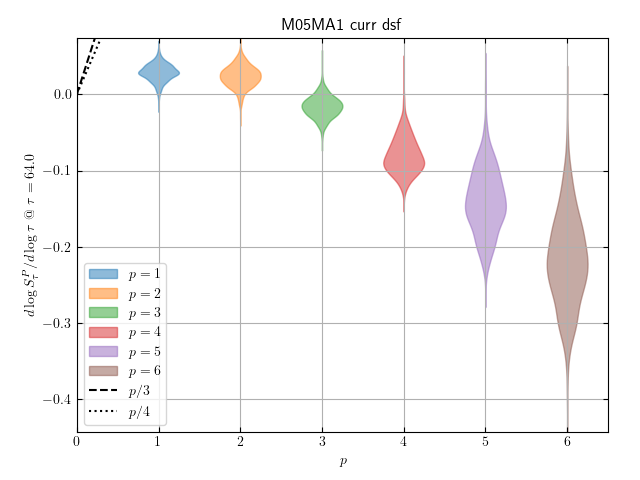 M05MA1 curr dsf
d log S_τ^P / d log τ @ τ = 64.0
0.0
−0.1
−0.2
−0.3
−0.4
p = 1
p = 2
p = 3
p = 4
p = 5
p = 6
p/3
p/4
0 1 2 3 4 5 6
p